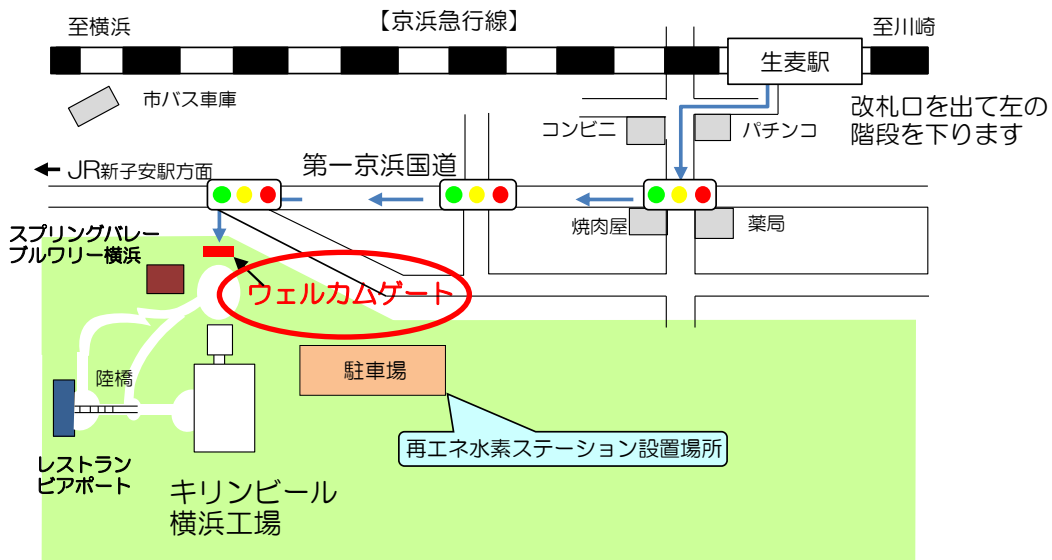 至横浜
【京浜急行線】
至川崎
生麦駅
市バス車庫
コンビニ
パチンコ
改札口を出て左の
階段を下ります
JR新子安駅方面
第一京浜国道
焼肉屋
薬局
スプリングバレー
ブルワリー横浜
ウェルカムゲート
駐車場
陸橋
再エネ水素ステーション設置場所
レストラン
ビアポート
キリンビール
横浜工場